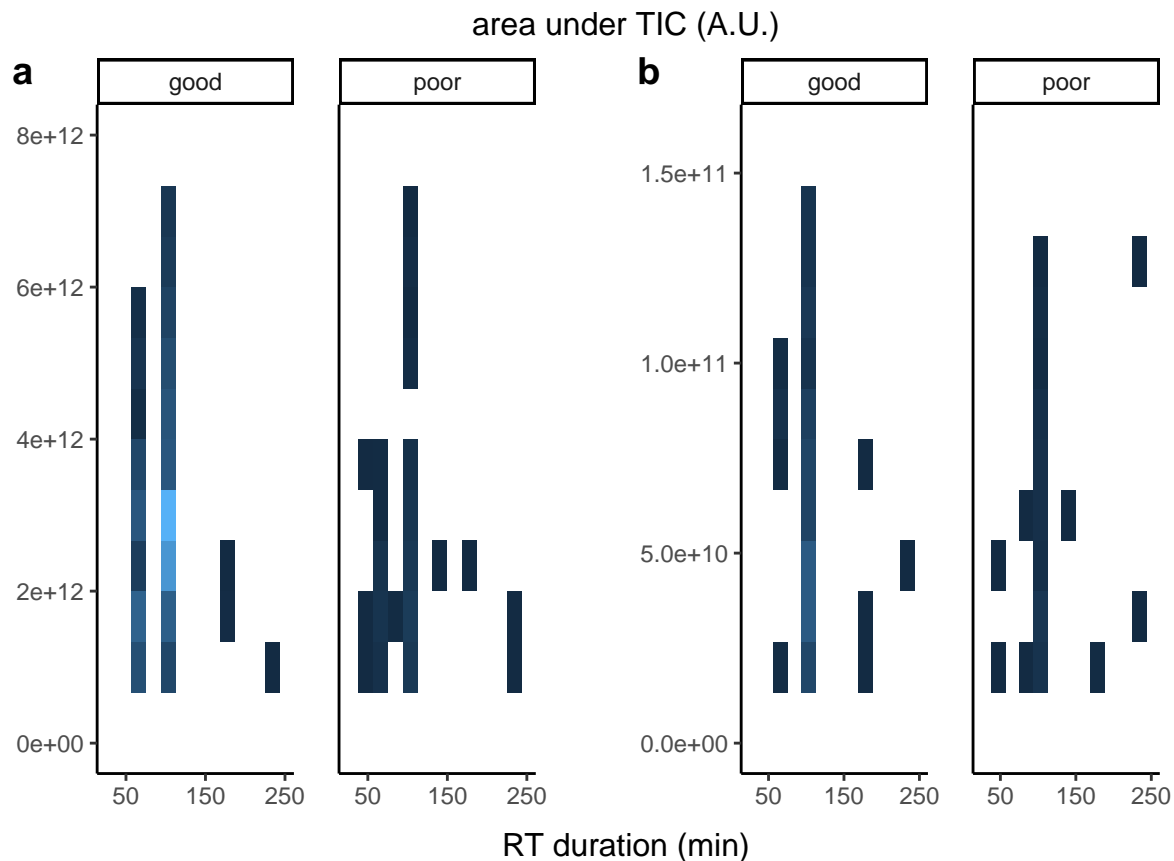 area under TIC (A.U.)
a
good
poor
8e+12
6e+12
4e+12
2e+12
0e+00
50 150 250
50 150 250
b
good
poor
1.5e+11
1.0e+11
5.0e+10
0.0e+00
50 150 250
50 150 250
RT duration (min)